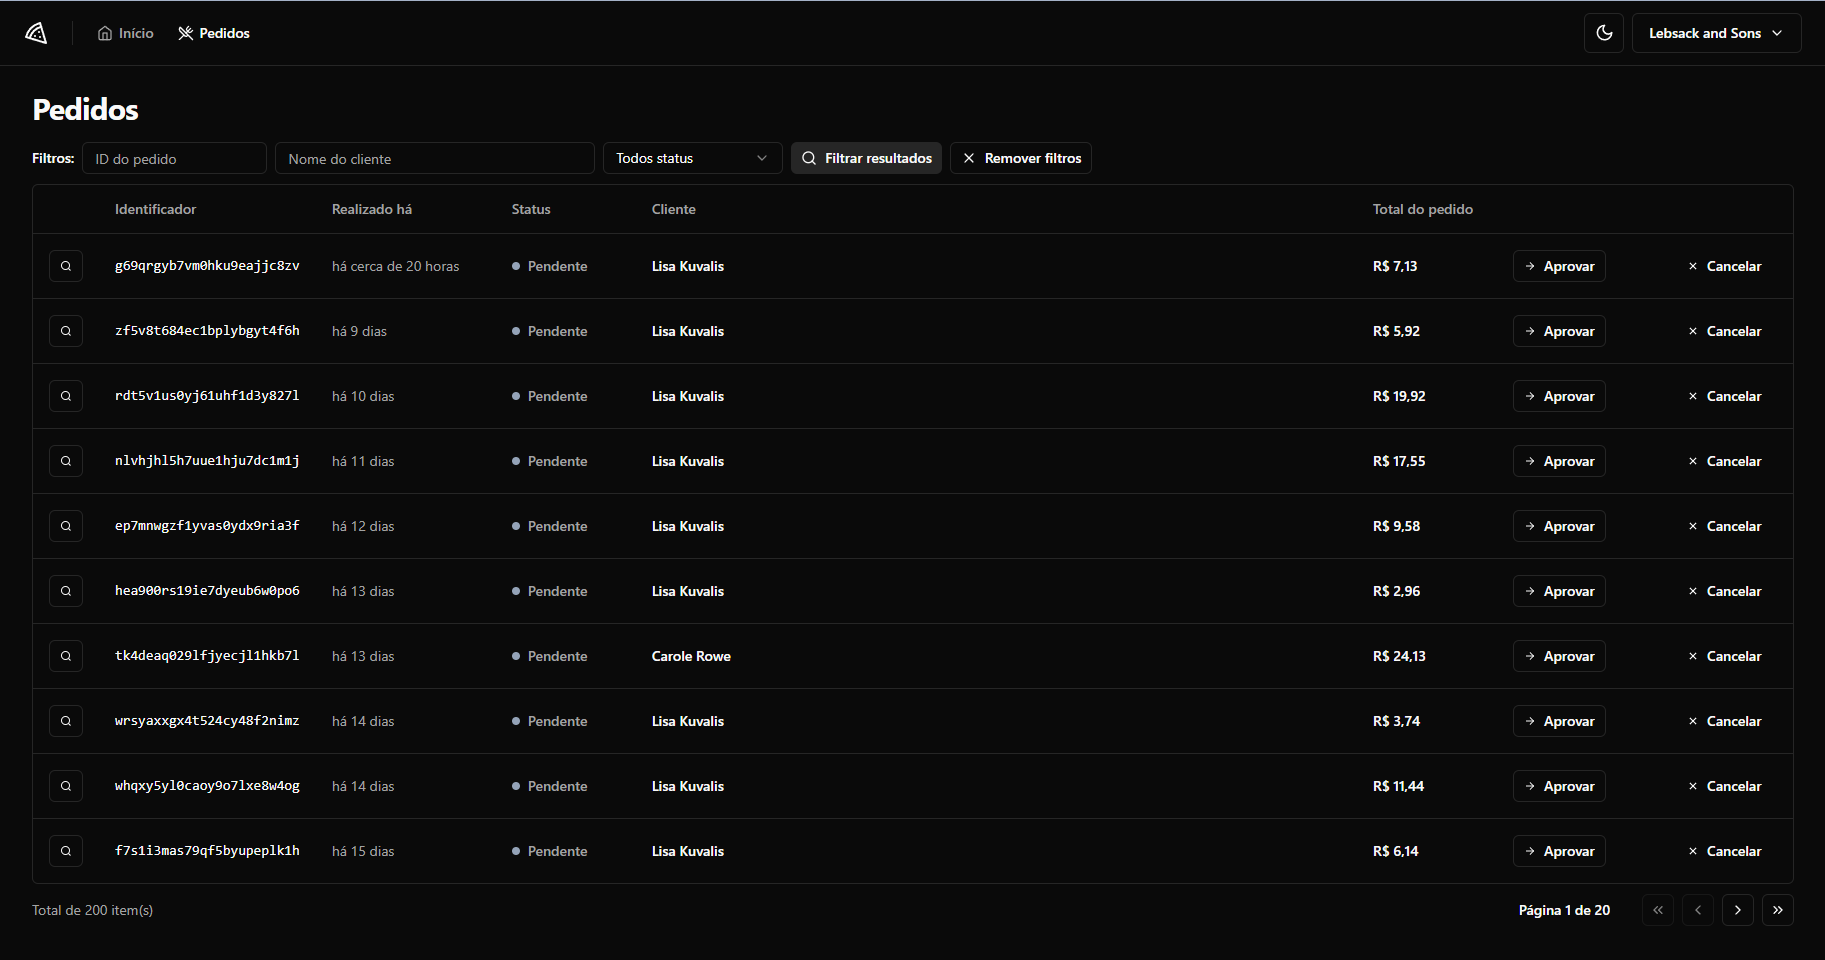 Início Pedidos Lebsack and Sons
Pedidos
Filtros: ID do pedido Nome do cliente Todos status Filtrar resultados Remover filtros
Identificador Realizado há Status Cliente Total do pedido
g69qrgyb7vm0hku9eajjc8zv há cerca de 20 horas Pendente Lisa Kuvalis R$ 7,13 Aprovar Cancelar
zf5v8t684ec1bplybgyt4f6h há 9 dias Pendente Lisa Kuvalis R$ 5,92 Aprovar Cancelar
rdt5v1us0yj61uhf1d3y827l há 10 dias Pendente Lisa Kuvalis R$ 19,92 Aprovar Cancelar
nlvhjhl5h7uue1hju7dc1m1j há 11 dias Pendente Lisa Kuvalis R$ 17,55 Aprovar Cancelar
ep7mnwgzf1yvas0ydx9ria3f há 12 dias Pendente Lisa Kuvalis R$ 9,58 Aprovar Cancelar
hea900rs19ie7dyeub6w0po6 há 13 dias Pendente Lisa Kuvalis R$ 2,96 Aprovar Cancelar
tk4deaq029lfjyecjl1hkb7l há 13 dias Pendente Carole Rowe R$ 24,13 Aprovar Cancelar
wrsyaxxgx4t524cy48f2nimz há 14 dias Pendente Lisa Kuvalis R$ 3,74 Aprovar Cancelar
whqxy5yl0caoy9o7lxe8w4og há 14 dias Pendente Lisa Kuvalis R$ 11,44 Aprovar Cancelar
f7s1i3mas79qf5byupeplk1h há 15 dias Pendente Lisa Kuvalis R$ 6,14 Aprovar Cancelar
Total de 200 item(s) Página 1 de 20